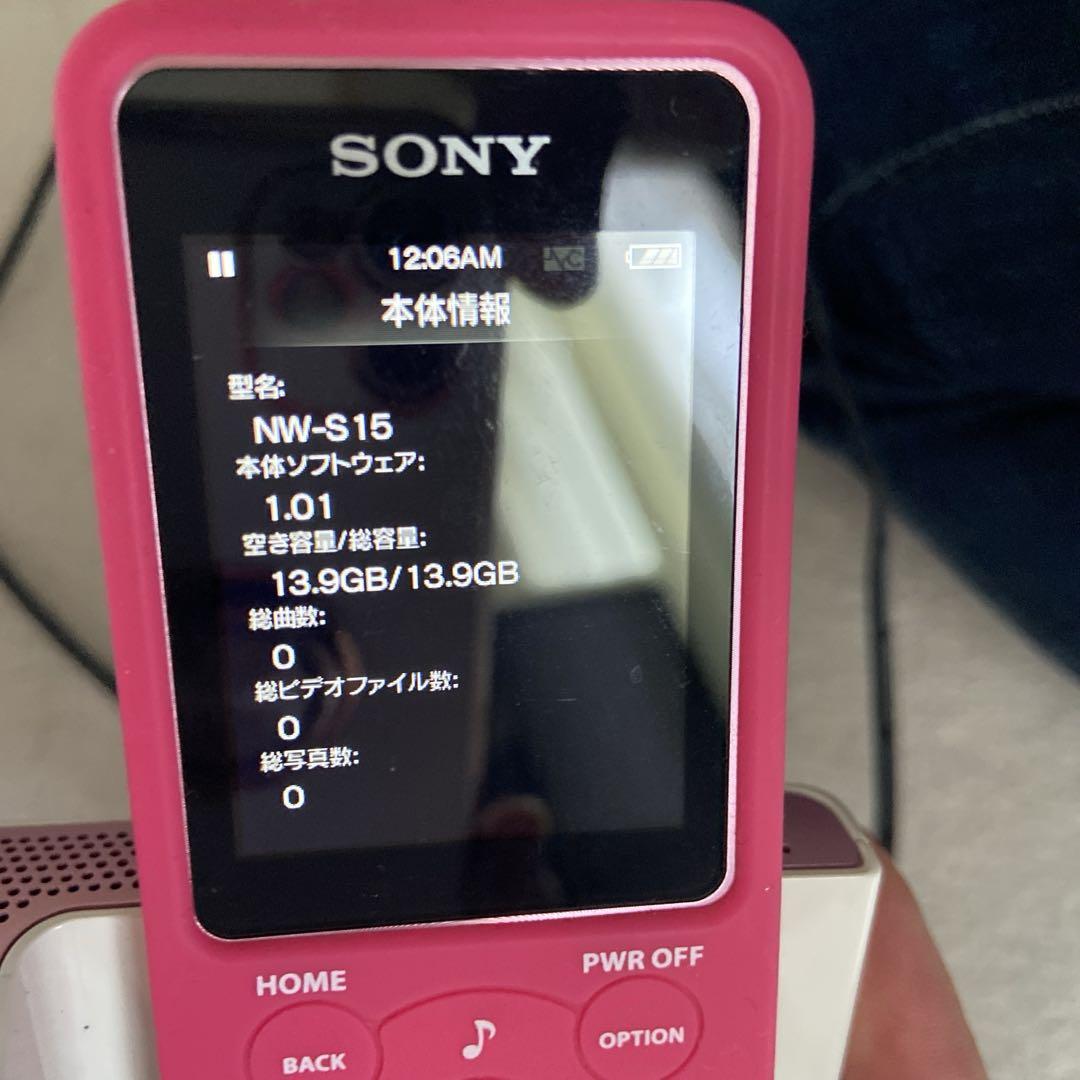 SONY
12:06AM
本体情報
型名:
NW-S15
本体ソフトウェア:
1.01
空き容量/総容量:
13.9GB/13.9GB
総曲数:
0
総ビデオファイル数:
0
総写真数:
0
HOME
PWR OFF
BACK
OPTION